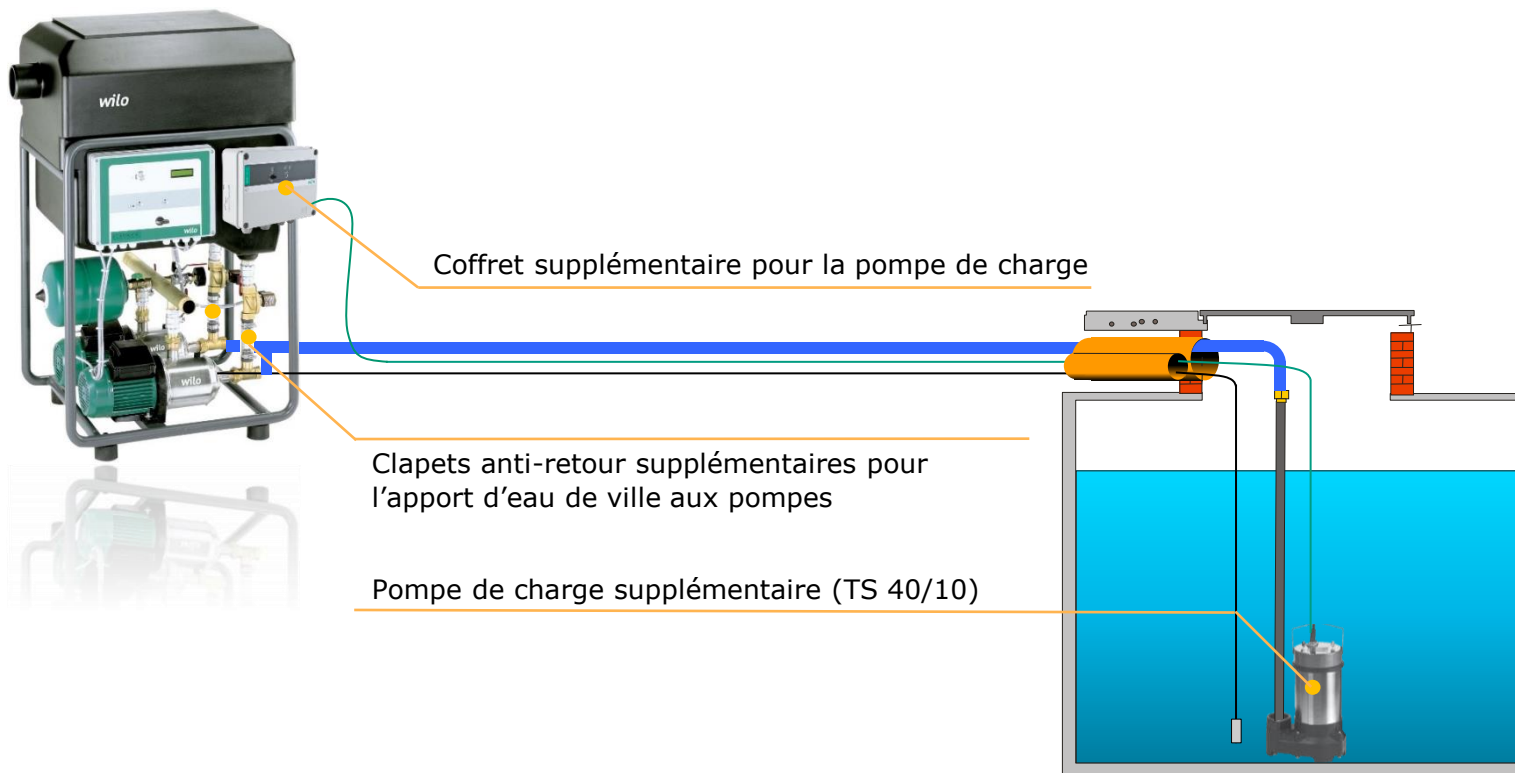 wilo
wilo
wilo
Coffret supplémentaire pour la pompe de charge
Clapets anti-retour supplémentaires pour
l’apport d’eau de ville aux pompes
Pompe de charge supplémentaire (TS 40/10)